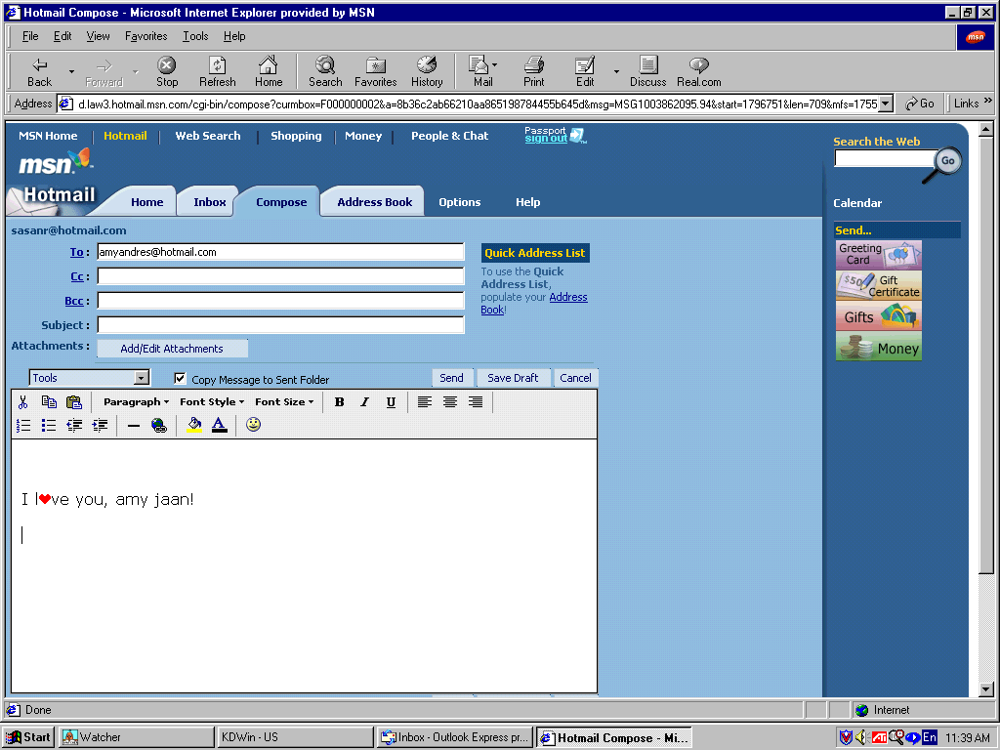 Hotmail Compose - Microsoft Internet Explorer provided by MSN
File Edit View Favorites Tools Help
msn
Back Forward Stop Refresh Home Search Favorites History Mail Print Edit Discuss Real.com
Address d.law3.hotmail.msn.com/cgi-bin/compose?curmbox=F000000002&a=8b36c2ab66210aa865198784455b645d&msg=MSG1003862095.94&start=1796751&len=709&mfs=1755 Go Links »
MSN Home Hotmail Web Search Shopping Money People & Chat Passport
sign out
Search the Web
msn
Go
Hotmail Home Inbox Compose Address Book Options Help
Calendar
sasanr@hotmail.com
Send...
To : amyandres@hotmail.com
Quick Address List
Greeting
Card
Cc :
To use the Quick
Address List,
populate your Address
Book!
$50
Gift
Certificate
Bcc :
Gifts
Subject :
Attachments : Add/Edit Attachments
Money
Tools Copy Message to Sent Folder Send Save Draft Cancel
Paragraph Font Style Font Size B I U
A
I l♥ve you, amy jaan!
Done Internet
Start Watcher KDWin - US Inbox - Outlook Express pr... Hotmail Compose - Mi... En 11:39 AM